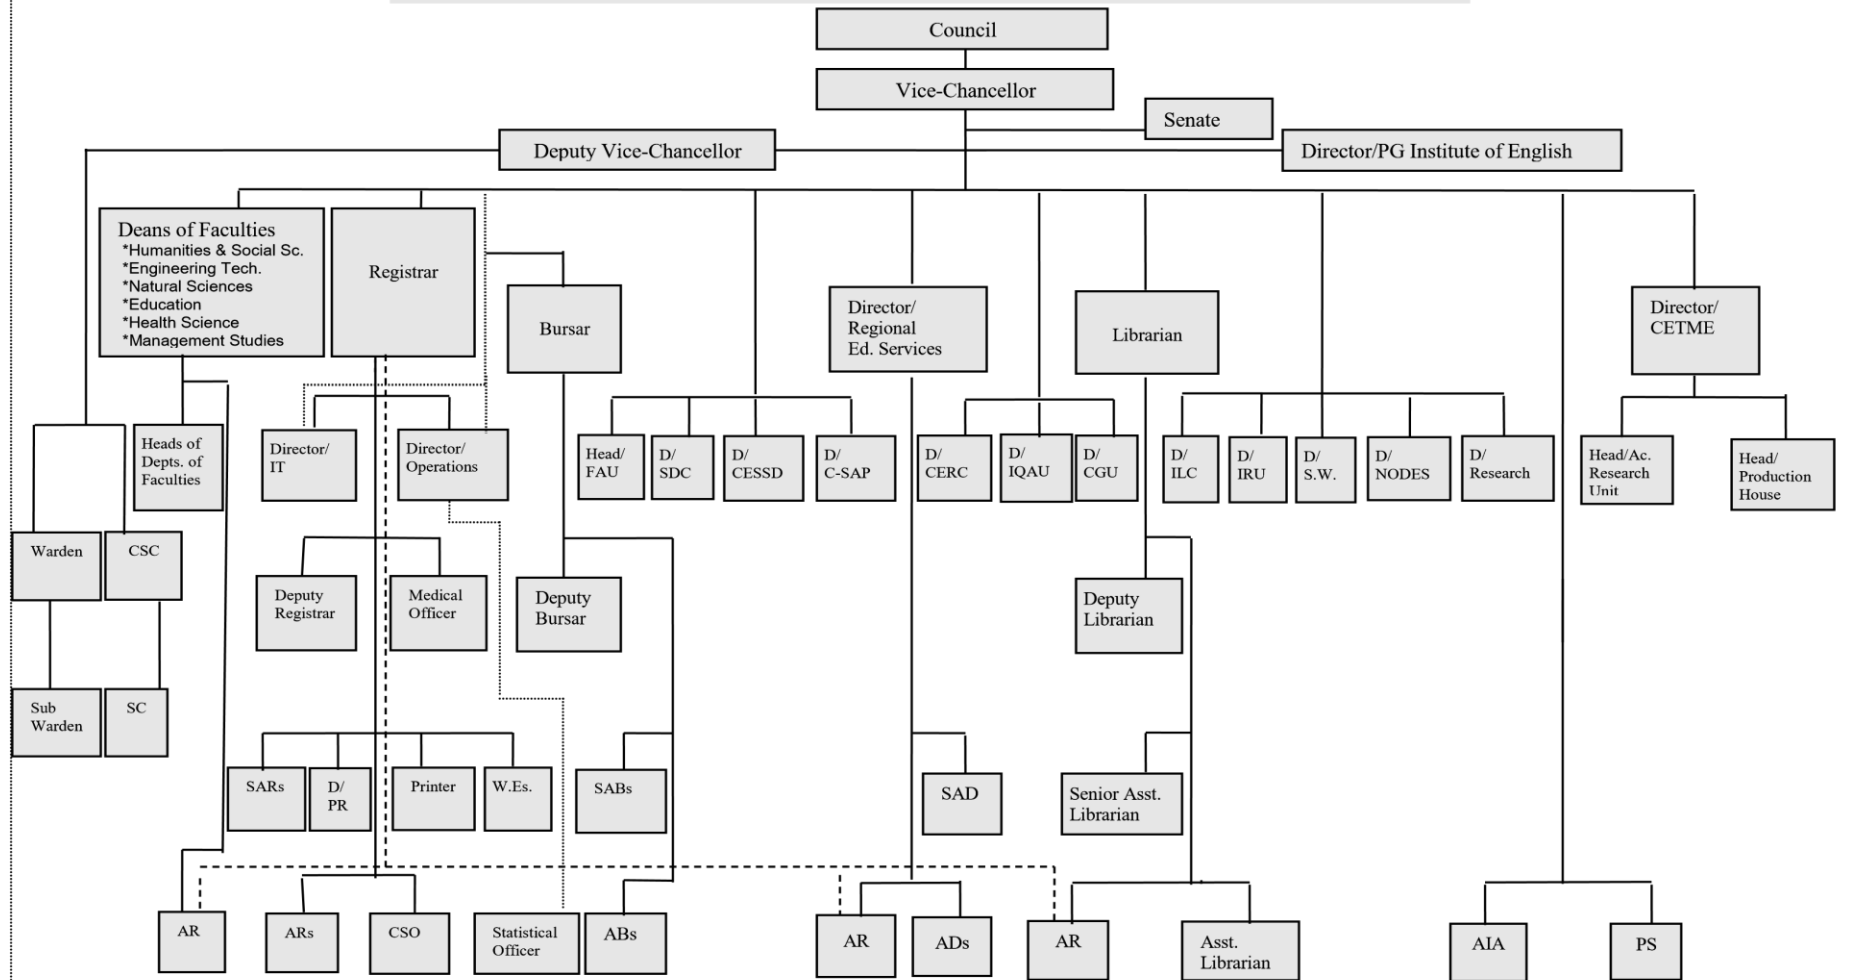 Council
Vice-Chancellor
Senate
Deputy Vice-Chancellor
Director/PG Institute of English
Deans of Faculties
*Humanities & Social Sc.
*Engineering Tech.
*Natural Sciences
*Education
*Health Science
*Management Studies
Registrar
Bursar
Director/
Regional
Ed. Services
Librarian
Director/
CETME
Heads of
Depts. of
Faculties
Director/
IT
Director/
Operations
Head/
FAU
D/
SDC
D/
CESSD
D/
C-SAP
D/
CERC
D/
IQAU
D/
CGU
D/
ILC
D/
IRU
D/
S.W.
D/
NODES
D/
Research
Head/Ac.
Research
Unit
Head/
Production
House
Warden
CSC
Deputy
Registrar
Medical
Officer
Deputy
Bursar
Deputy
Librarian
Sub
Warden
SC
SARs
D/
PR
Printer
W.Es.
SABs
SAD
Senior Asst.
Librarian
AR
ARs
CSO
Statistical
Officer
ABs
AR
ADs
AR
Asst.
Librarian
AIA
PS